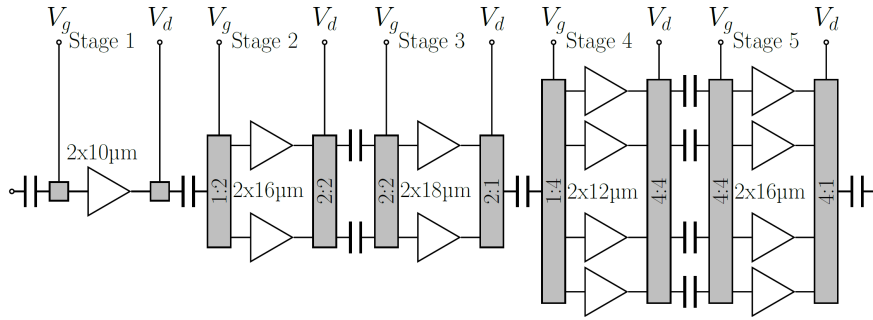 Vg Vd Vg Vd Vg Vd Vg Vd Vg Vd
Stage 1 Stage 2 Stage 3 Stage 4 Stage 5
2x10µm
2x16µm 2x18µm 2x12µm 2x16µm
1:2 2:2 2:2 2:1 1:4 4:4 4:4 4:1